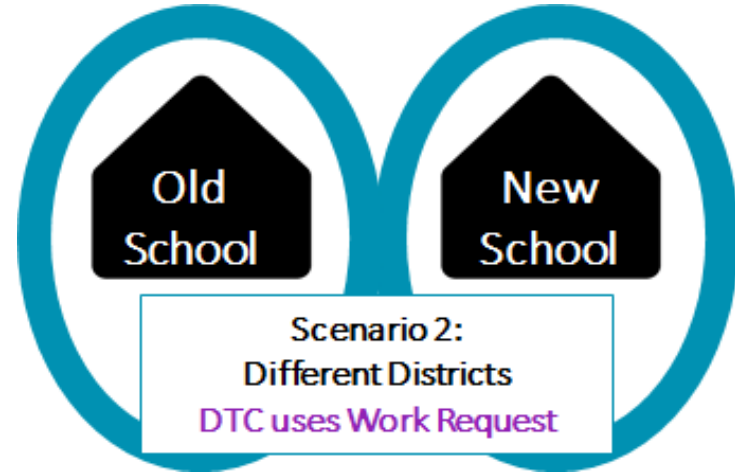 Old
School
New
School
Scenario 2:
Different Districts
DTC uses Work Request